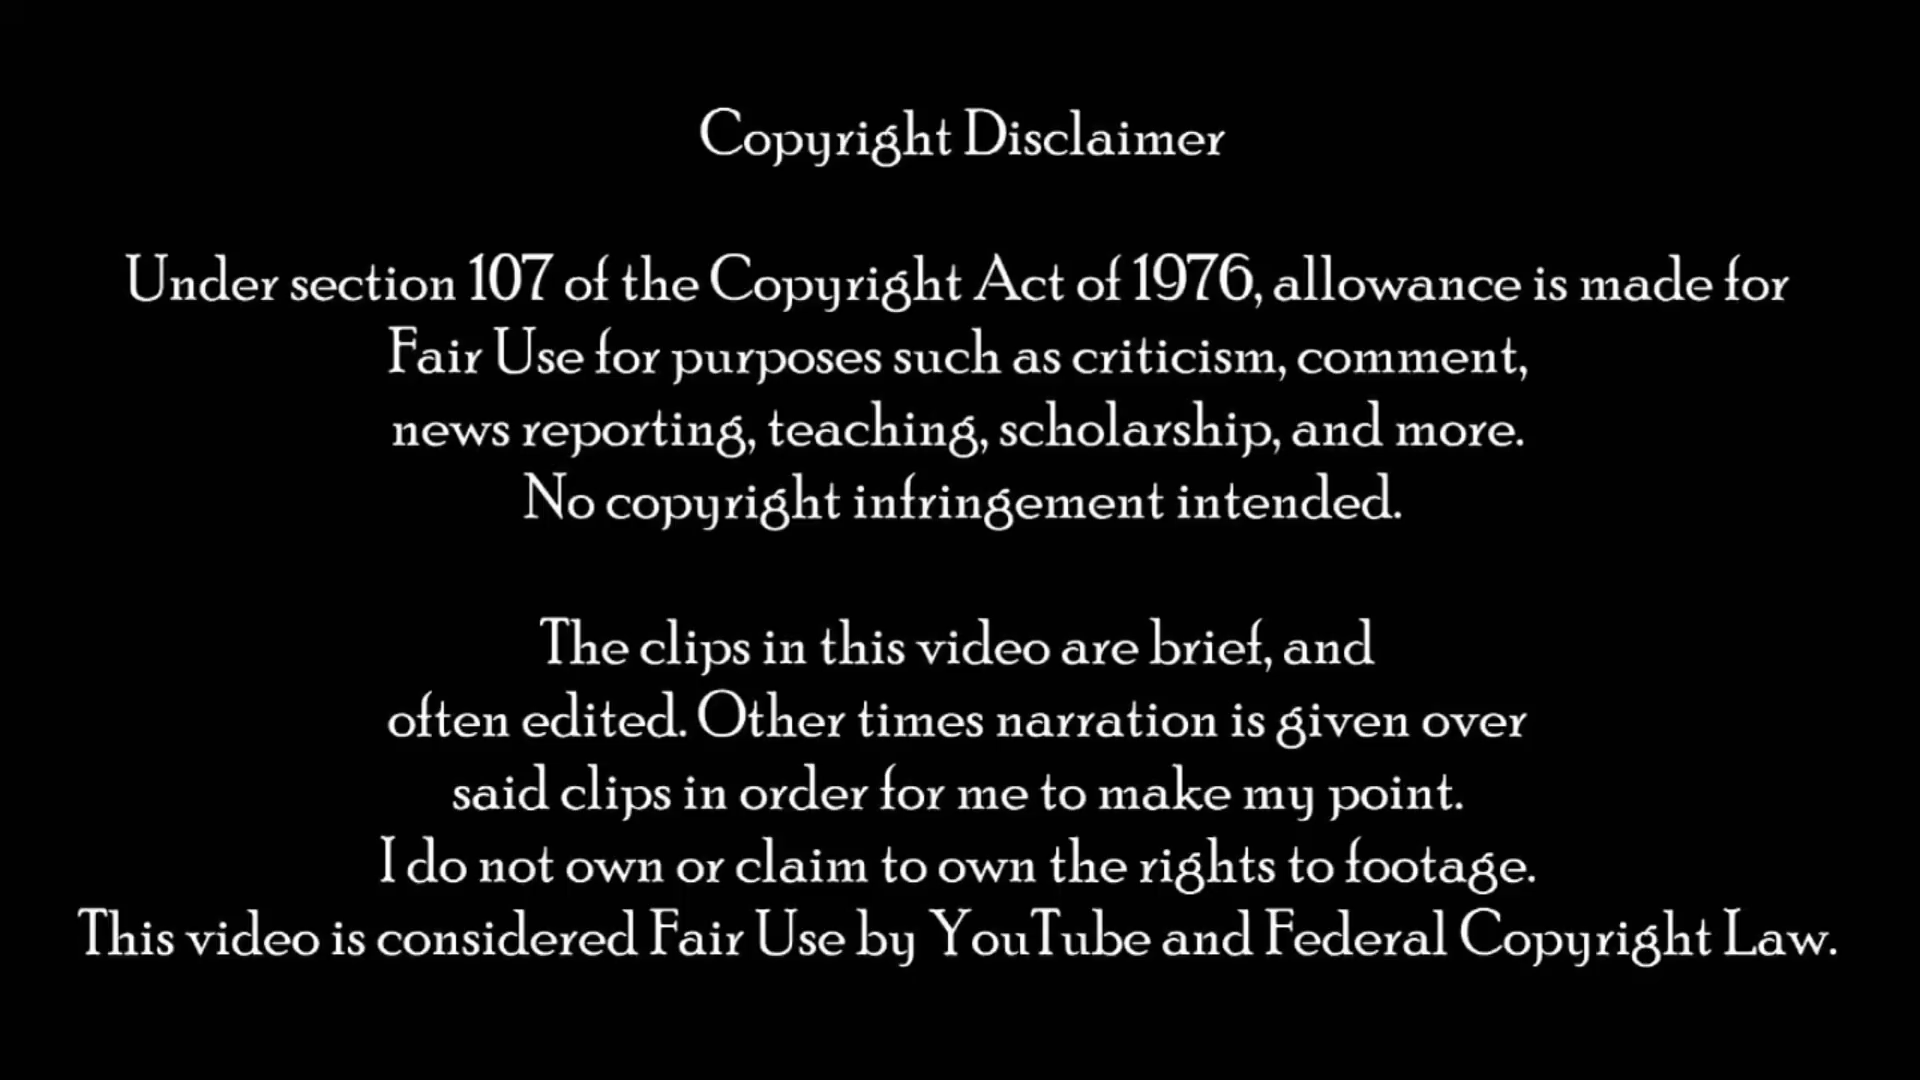 Copyright Disclaimer
Under section 107 of the Copyright Act of 1976, allowance is made for
Fair Use for purposes such as criticism, comment,
news reporting, teaching, scholarship, and more.
No copyright infringement intended.
The clips in this video are brief, and
often edited. Other times narration is given over
said clips in order for me to make my point.
I do not own or claim to own the rights to footage.
This video is considered Fair Use by YouTube and Federal Copyright Law.